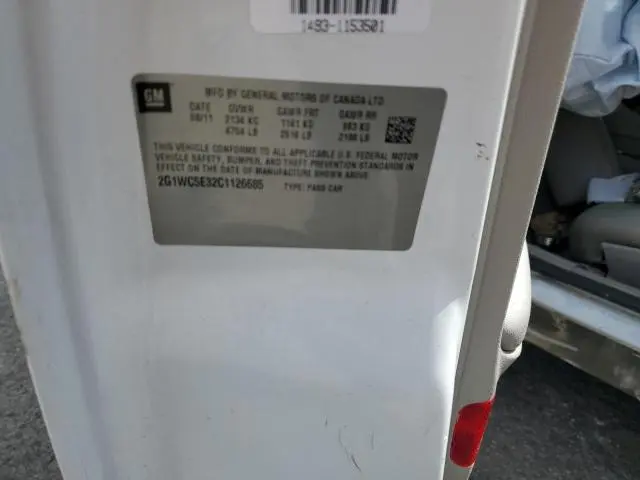 1493-1153501
GM
MFD BY GENERAL MOTORS OF CANADA LTD
DATE GVWR GAWR FRT GAWR RR
08/11 2134 KG 1141 KG 993 KG
4704 LB 2516 LB 2188 LB
THIS VEHICLE CONFORMS TO ALL APPLICABLE U.S. FEDERAL MOTOR
VEHICLE SAFETY, BUMPER, AND THEFT PREVENTION STANDARDS IN
EFFECT ON THE DATE OF MANUFACTURE SHOWN ABOVE.
2G1WC5E32C1126685 TYPE: PASS CAR